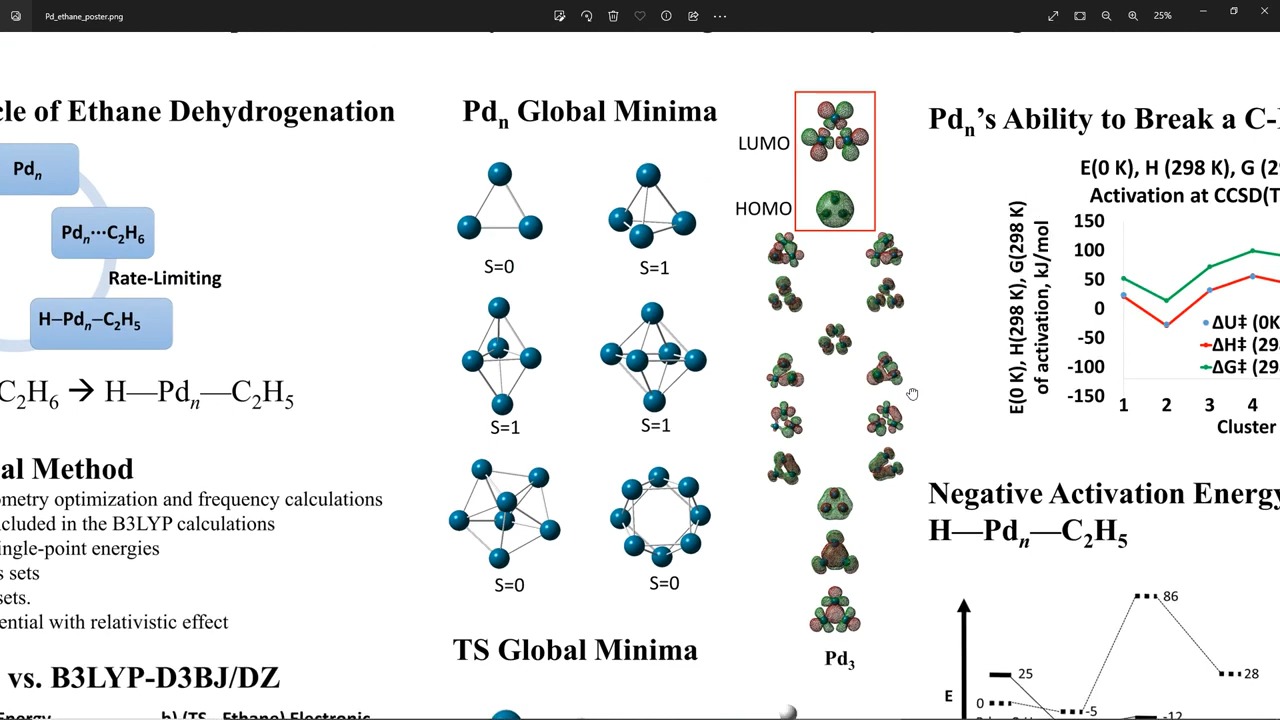 Pd_ethane_poster.png
25%
cle of Ethane Dehydrogenation
Pdn
Pdn···C2H6
Rate-Limiting
H−Pdn−C2H5
C2H6 → H—Pdn—C2H5
al Method
ometry optimization and frequency calculations
ncluded in the B3LYP calculations
ingle-point energies
s sets
sets.
ential with relativistic effect
vs. B3LYP-D3BJ/DZ
b) (TS - Ethane) Electronic
Pdn Global Minima
S=0
S=1
S=1
S=1
S=0
S=0
TS Global Minima
LUMO
HOMO
Pd3
Pdn's Ability to Break a C-
E(0 K), H (298 K), G (29
Activation at CCSD(T
E(0 K), H(298 K), G(298 K)
of activation, kJ/mol
150
100
50
0
-50
-100
-150
ΔU‡ (0K
ΔH‡ (29
ΔG‡ (29
1 2 3 4
Cluster
Negative Activation Energy
H—Pdn—C2H5
E
86
25
28
0
-5
-12